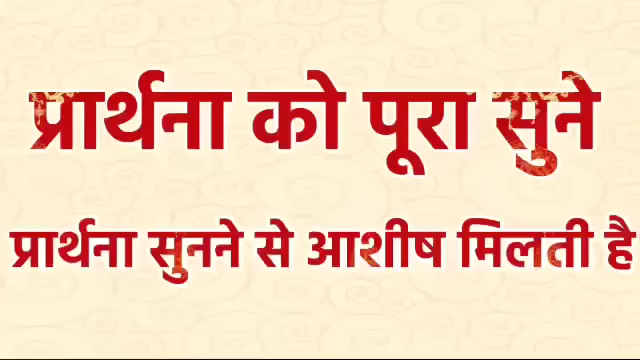 प्रार्थना को पूरा सुने
प्रार्थना सुनने से आशीष मिलती है